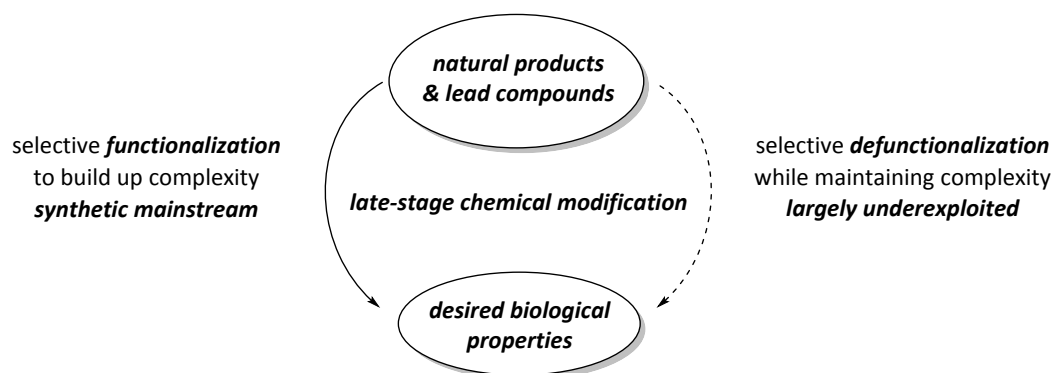 natural products
& lead compounds
selective functionalization
to build up complexity
synthetic mainstream
late-stage chemical modification
selective defunctionalization
while maintaining complexity
largely underexploited
desired biological
properties